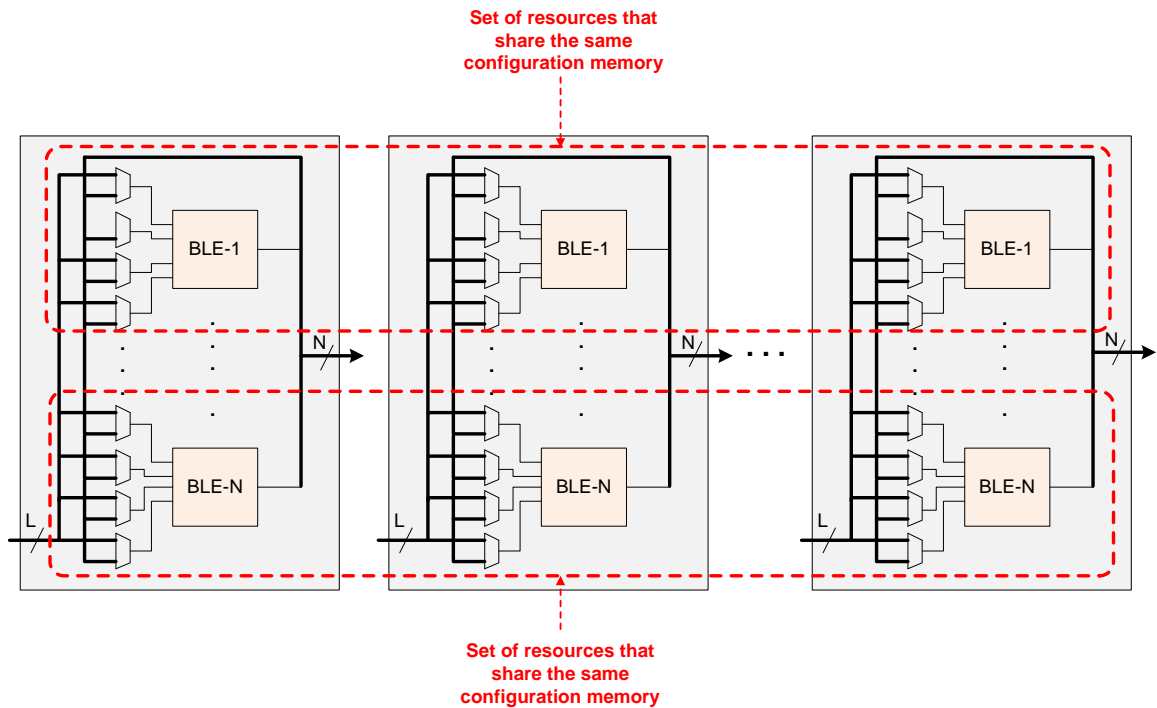 Set of resources that
share the same
configuration memory
BLE-1
BLE-1
BLE-1
N
N
N
BLE-N
BLE-N
BLE-N
L
L
L
Set of resources that
share the same
configuration memory